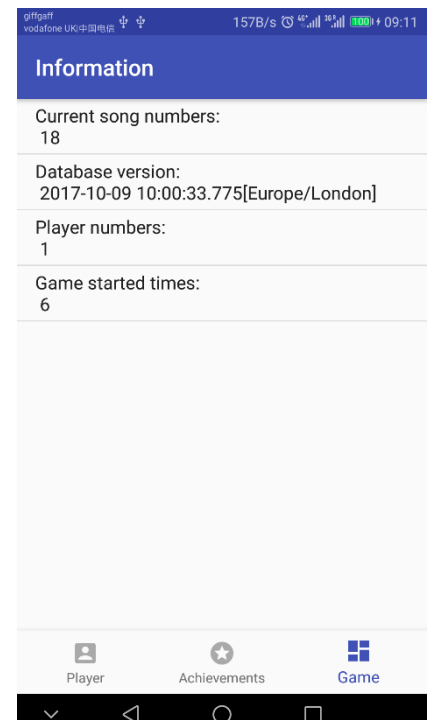 giffgaff
vodafone UK|中国电信 157B/s 100 09:11
Information
Current song numbers:
18
Database version:
2017-10-09 10:00:33.775[Europe/London]
Player numbers:
1
Game started times:
6
Player Achievements Game